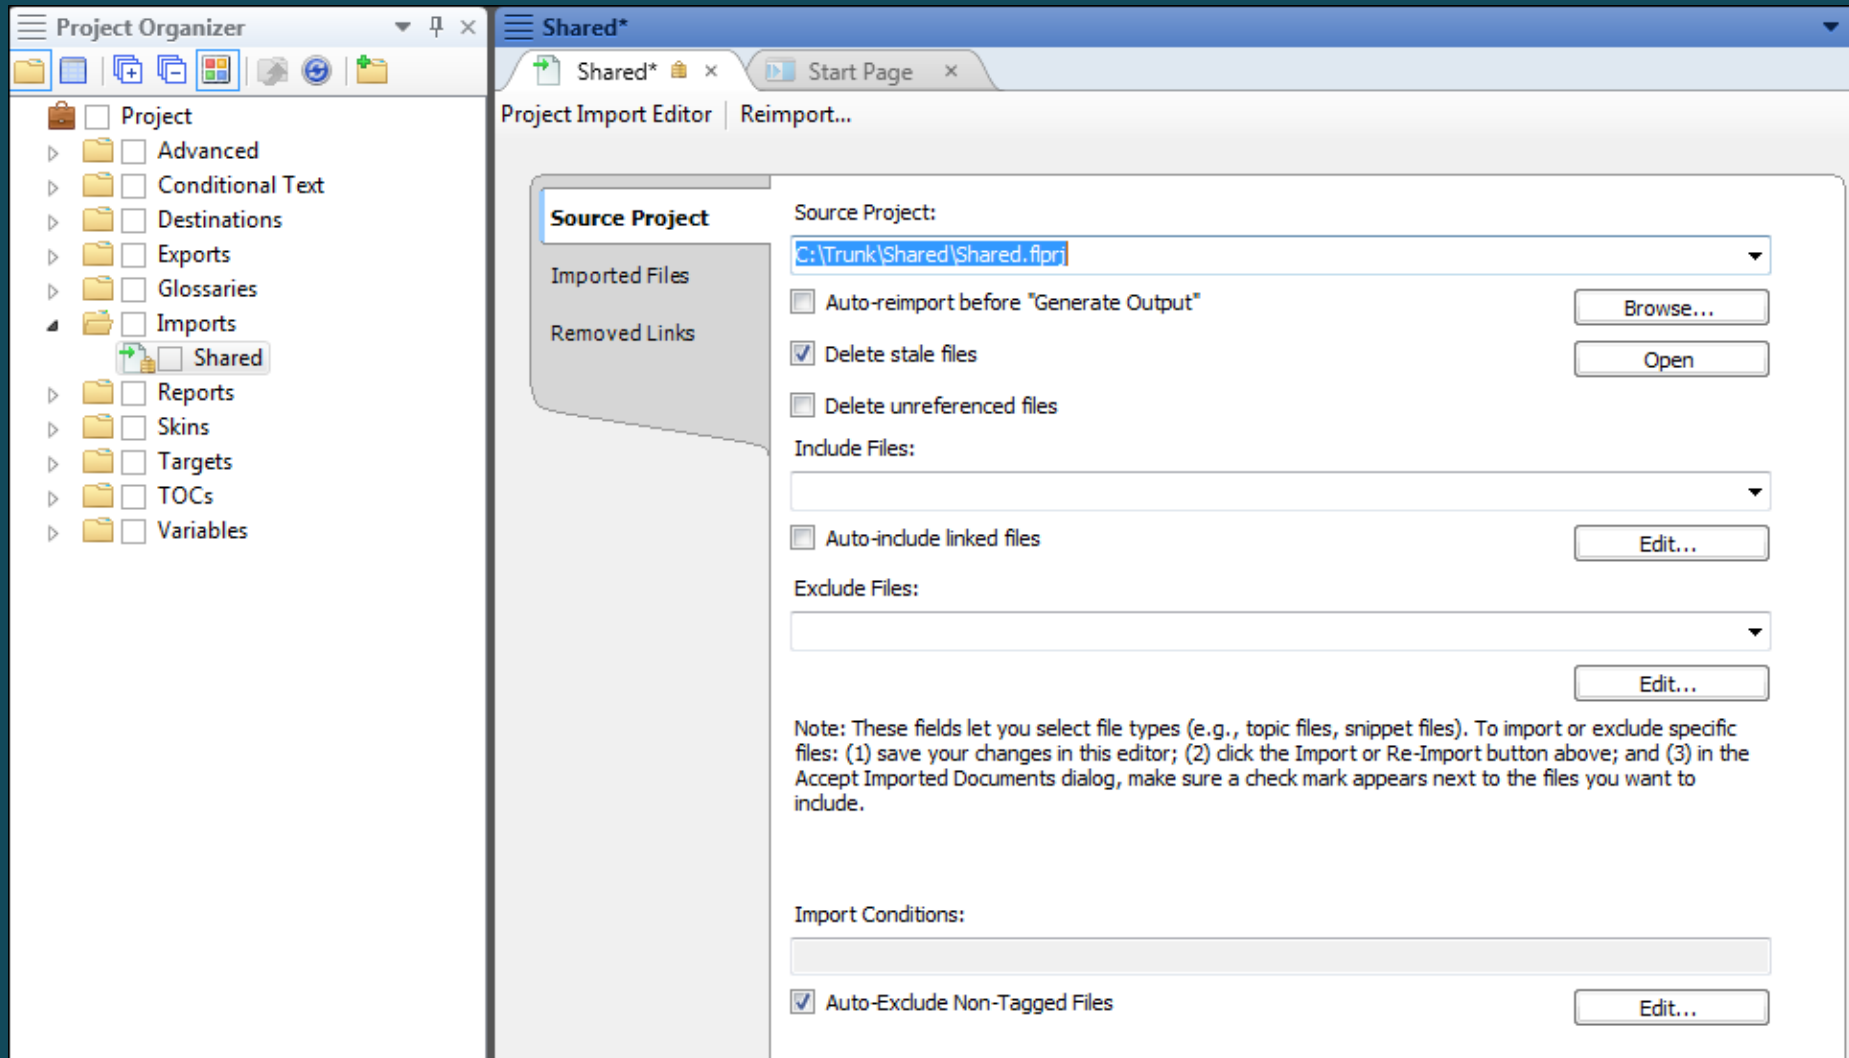 Project Organizer
Project
Advanced
Conditional Text
Destinations
Exports
Glossaries
Imports
Shared
Reports
Skins
Targets
TOCs
Variables
Shared*
Shared*
Start Page
Project Import Editor
Reimport...
Source Project
Imported Files
Removed Links
Source Project:
C:\Trunk\Shared\Shared.flprj
Auto-reimport before "Generate Output"
Browse...
Delete stale files
Open
Delete unreferenced files
Include Files:
Auto-include linked files
Edit...
Exclude Files:
Edit...
Note: These fields let you select file types (e.g., topic files, snippet files). To import or exclude specific
files: (1) save your changes in this editor; (2) click the Import or Re-Import button above; and (3) in the
Accept Imported Documents dialog, make sure a check mark appears next to the files you want to
include.
Import Conditions:
Auto-Exclude Non-Tagged Files
Edit...